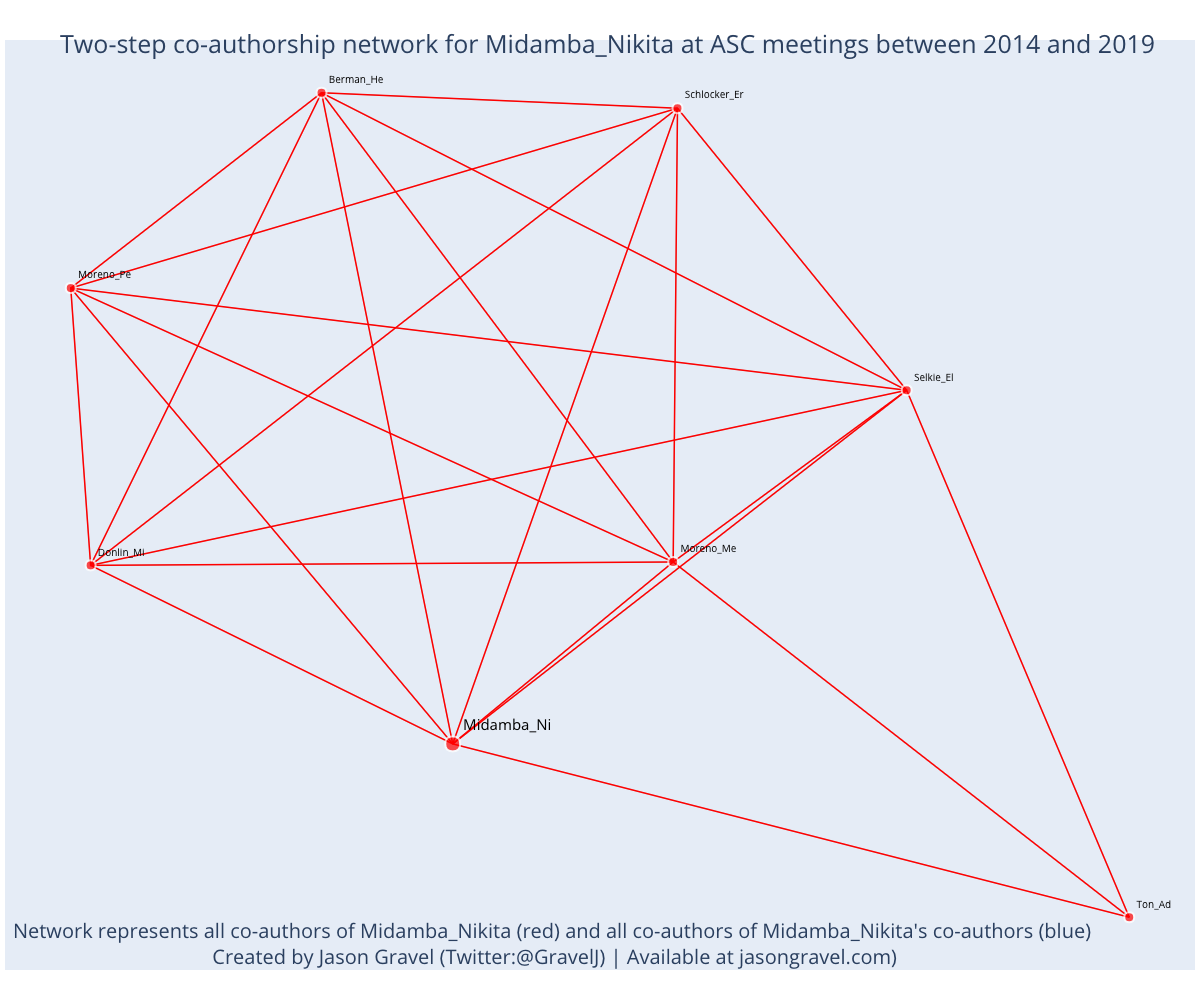 Two-step co-authorship network for Midamba_Nikita at ASC meetings between 2014 and 2019
Berman_He
Schlocker_Er
Moreno_Pe
Selkie_El
Donlin_Mi
Moreno_Me
Midamba_Ni
Ton_Ad
Network represents all co-authors of Midamba_Nikita (red) and all co-authors of Midamba_Nikita's co-authors (blue)
Created by Jason Gravel (Twitter:@GravelJ) | Available at jasongravel.com)